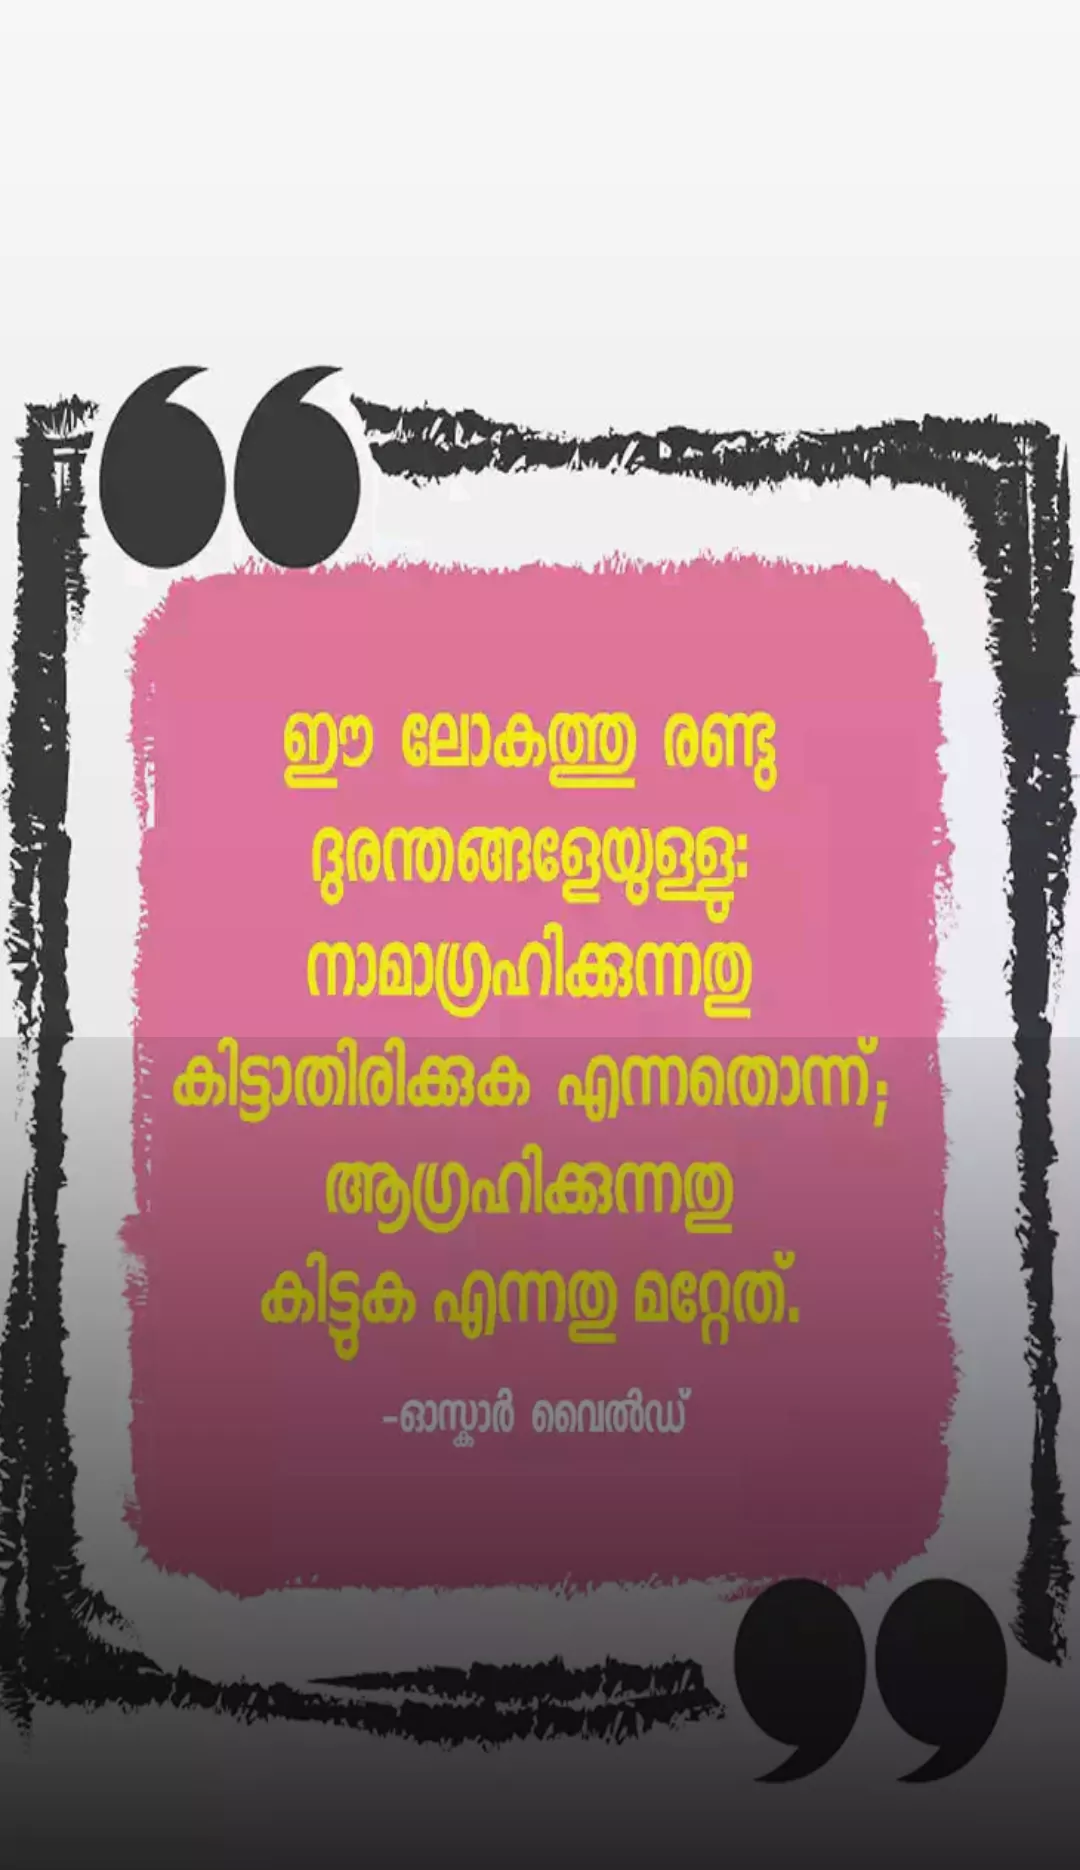 ഈ ലോകത്തു രണ്ടു
ദുരന്തങ്ങളേയുള്ളു:
നാമാഗ്രഹിക്കുന്നതു
കിട്ടാതിരിക്കുക എന്നതൊന്ന്;
ആഗ്രഹിക്കുന്നതു
കിട്ടുക എന്നതു മറ്റേത്.
-ഓസ്കാർ വൈൽഡ്